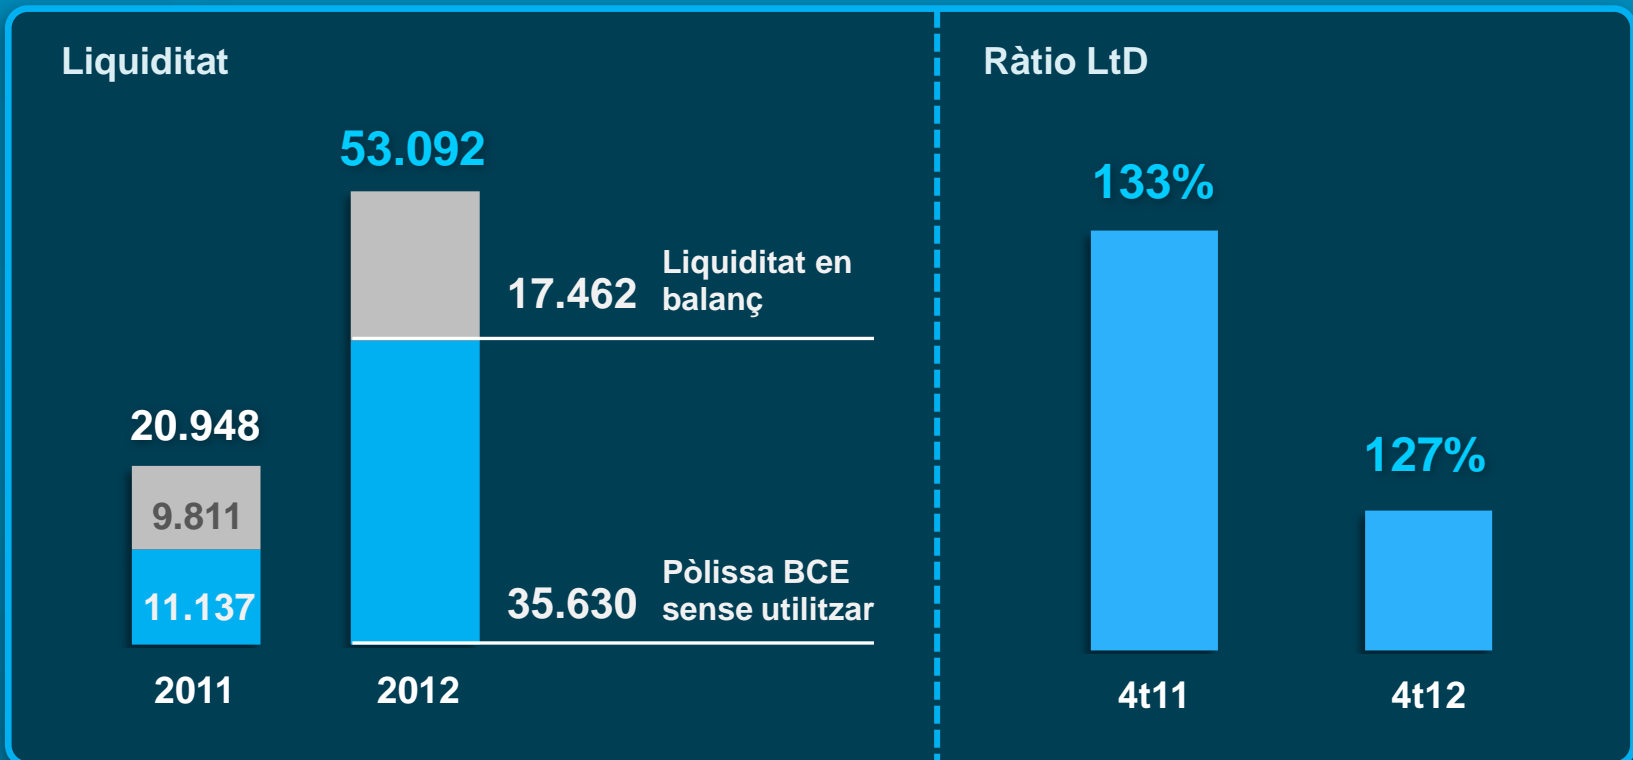 Liquiditat
53.092
17.462
Liquiditat en
balanç
20.948
9.811
11.137
35.630
Pòlissa BCE
sense utilitzar
2011
2012
Ràtio LtD
133%
127%
4t11
4t12